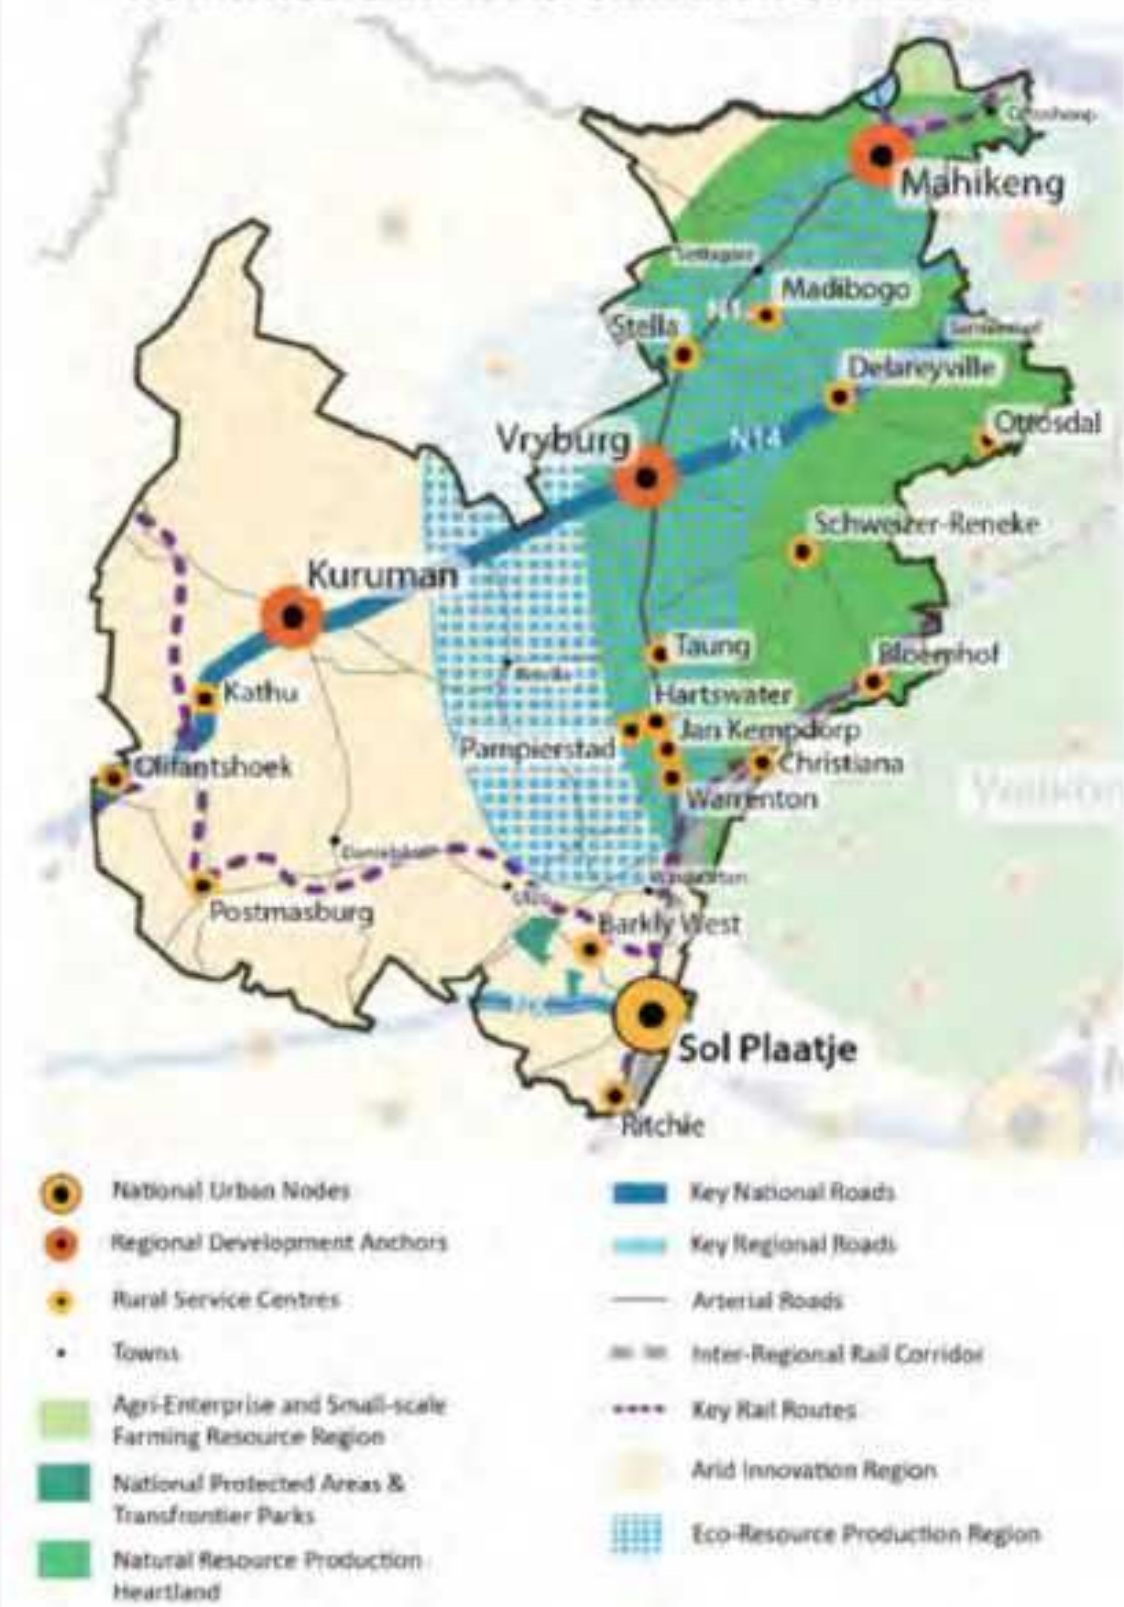 Mahikeng
Madibogo
Stella
Delareyville
N14
Vryburg
Ottosdal
Schweizer-Reneke
Kuruman
Taung
Bloemhof
Kathu
Hartswater
Jan Kempdorp
Pampierstad
Olifantshoek
Christiana
Warrenton
Postmasburg
Barkly West
Sol Plaatje
Ritchie
National Urban Nodes
Regional Development Anchors
Rural Service Centres
Towns
Agri-Enterprise and Small-scale
Farming Resource Region
National Protected Areas &
Transfrontier Parks
Natural Resource Production
Heartland
Key National Roads
Key Regional Roads
Arterial Roads
Inter-Regional Rail Corridor
Key Rail Routes
Arid Innovation Region
Eco-Resource Production Region